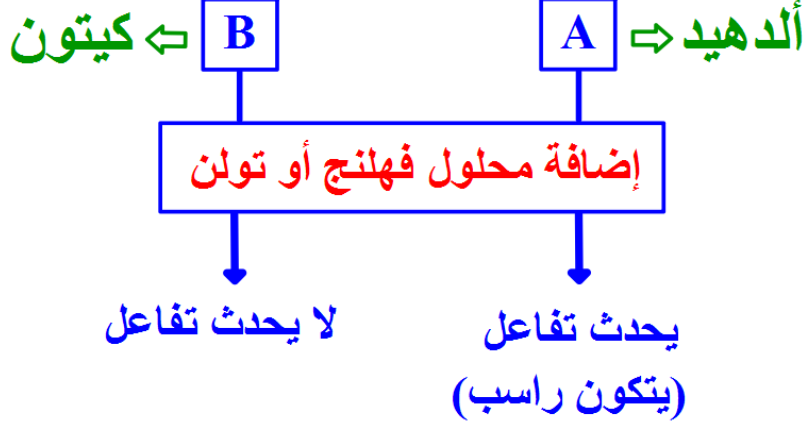 ألدهيد ⇨ A
B ⇨ كيتون
إضافة محلول فهلنج أو تولن
يحدث تفاعل
(يتكون راسب)
لا يحدث تفاعل